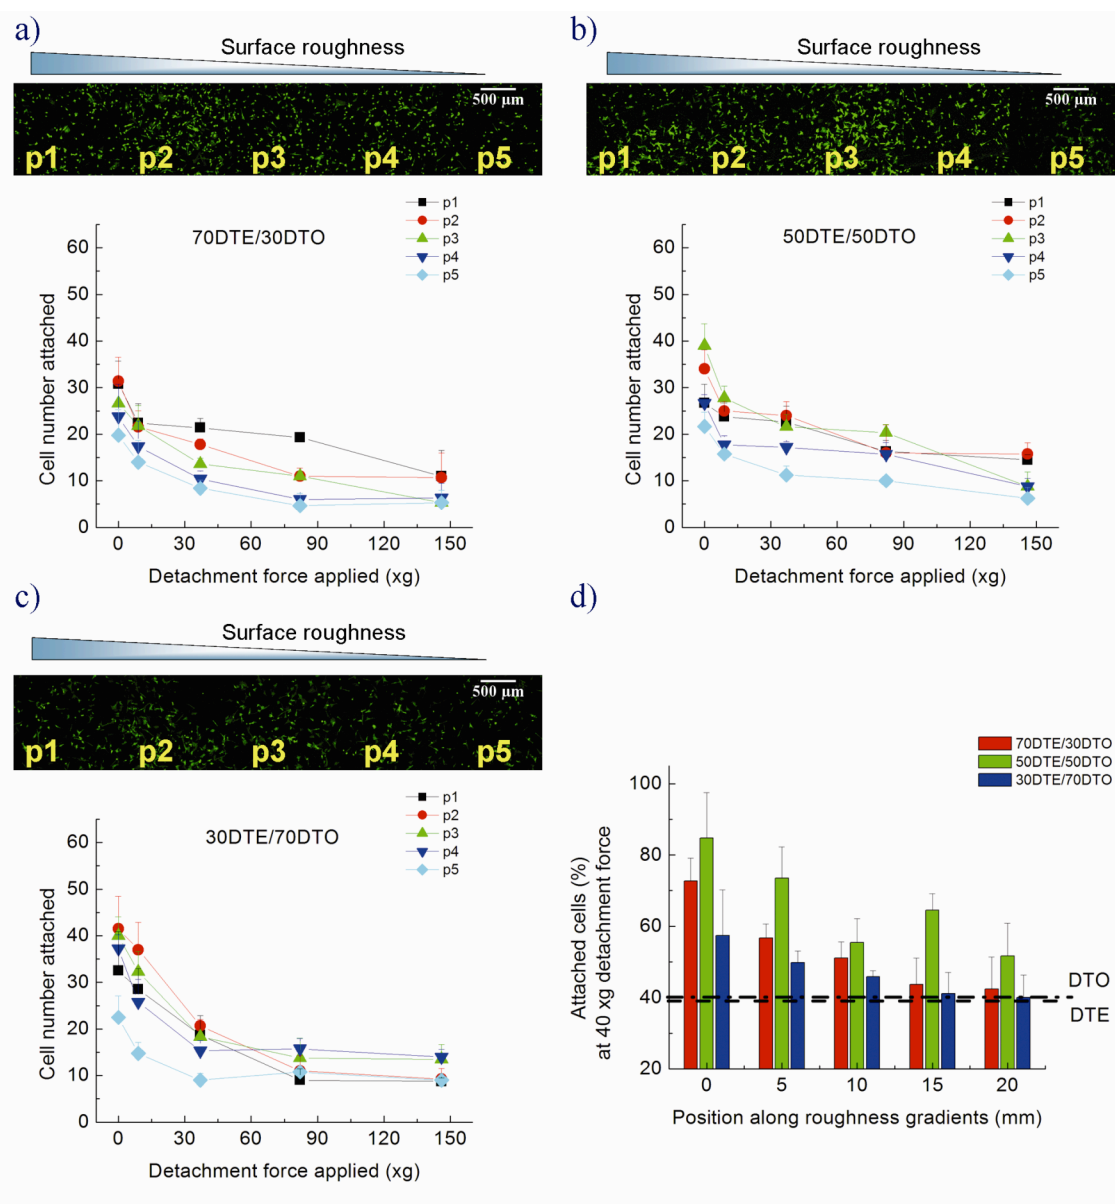 a)
Surface roughness
500 µm
p1 p2 p3 p4 p5
p1
p2
p3
p4
p5
70DTE/30DTO
60
50
40
30
20
10
0
Cell number attached
0 30 60 90 120 150
Detachment force applied (xg)
b)
Surface roughness
500 µm
p1 p2 p3 p4 p5
p1
p2
p3
p4
p5
50DTE/50DTO
60
50
40
30
20
10
0
Cell number attached
0 30 60 90 120 150
Detachment force applied (xg)
c)
Surface roughness
500 µm
p1 p2 p3 p4 p5
p1
p2
p3
p4
p5
30DTE/70DTO
60
50
40
30
20
10
0
Cell number attached
0 30 60 90 120 150
Detachment force applied (xg)
d)
70DTE/30DTO
50DTE/50DTO
30DTE/70DTO
100
80
60
40
20
Attached cells (%)
at 40 xg detachment force
DTO
DTE
0 5 10 15 20
Position along roughness gradients (mm)